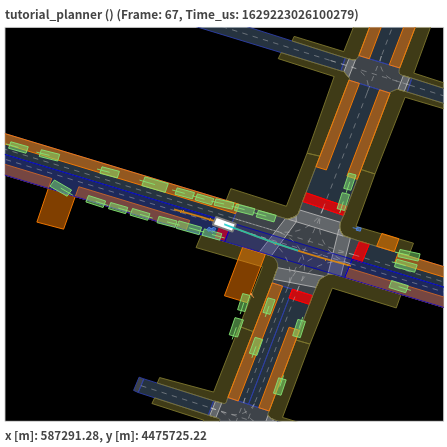 tutorial_planner () (Frame: 67, Time_us: 1629223026100279)
x [m]: 587291.28, y [m]: 4475725.22